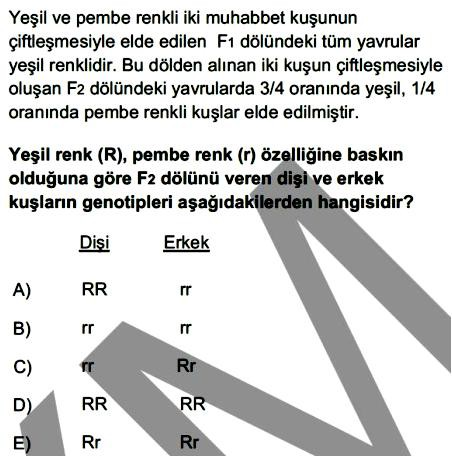 Yeşil ve pembe renkli iki muhabbet kuşunun
çiftleşmesiyle elde edilen F1 dölündeki tüm yavrular
yeşil renklidir. Bu dölden alınan iki kuşun çiftleşmesiyle
oluşan F2 dölündeki yavrularda 3/4 oranında yeşil, 1/4
oranında pembe renkli kuşlar elde edilmiştir.
Yeşil renk (R), pembe renk (r) özelliğine baskın
olduğuna göre F2 dölünü veren dişi ve erkek
kuşların genotipleri aşağıdakilerden hangisidir?
Dişi Erkek
A) RR rr
B) rr rr
C) rr Rr
D) RR RR
E) Rr Rr